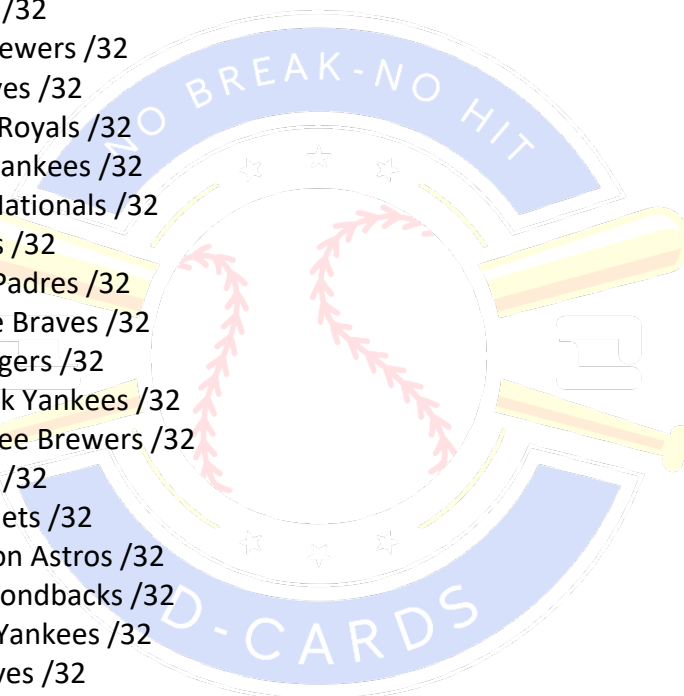 /32
ewers /32
ves /32
Royals /32
ankees /32
Nationals /32
s /32
Padres /32
e Braves /32
gers /32
k Yankees /32
ee Brewers /32
/32
ets /32
on Astros /32
ondbacks /32
Yankees /32
ves /32
NO BREAK-NO HIT
D-CARDS